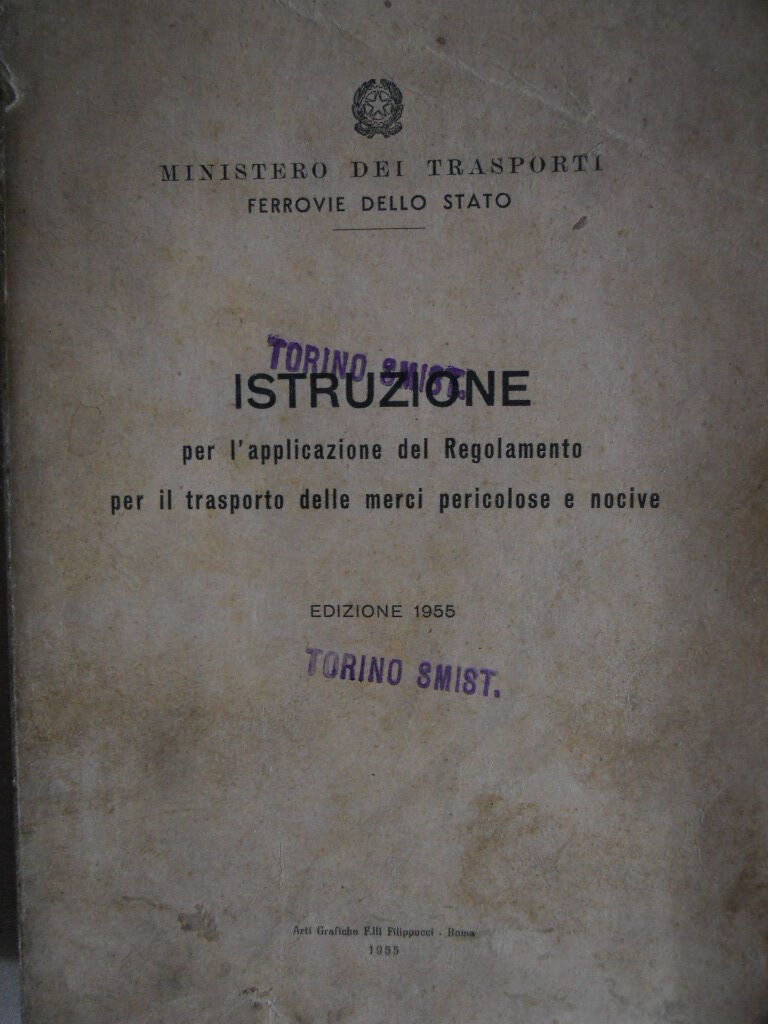 MINISTERO DEI TRASPORTI
FERROVIE DELLO STATO
TORINO SMIST.
ISTRUZIONE
per l'applicazione del Regolamento
per il trasporto delle merci pericolose e nocive
EDIZIONE 1955
TORINO SMIST.
Arti Grafiche F.lli Filippucci - Roma
1955